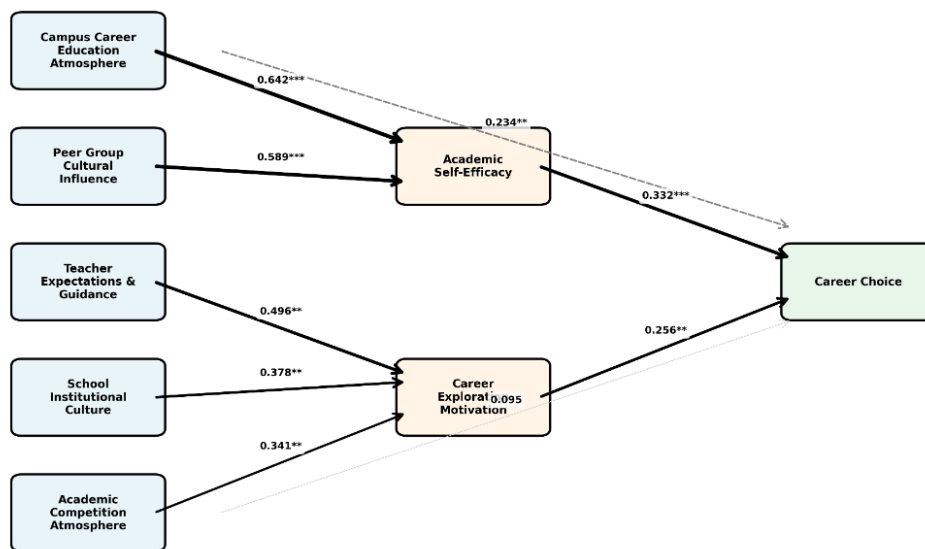 Campus Career
Education
Atmosphere
0.642***
0.234**
Peer Group
Cultural
Influence
0.589***
Academic
Self-Efficacy
0.332***
Teacher
Expectations &
Guidance
0.496**
Career Choice
0.256**
School
Institutional
Culture
0.378**
Career
Exploration
Motivation
0.095
0.341**
Academic
Competition
Atmosphere